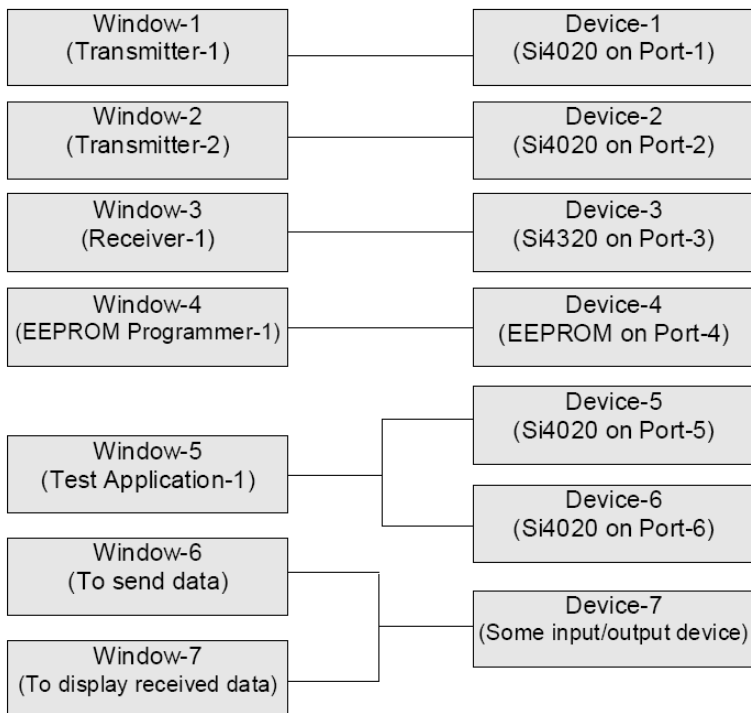 Window-1
(Transmitter-1)
Device-1
(Si4020 on Port-1)
Window-2
(Transmitter-2)
Device-2
(Si4020 on Port-2)
Window-3
(Receiver-1)
Device-3
(Si4320 on Port-3)
Window-4
(EEPROM Programmer-1)
Device-4
(EEPROM on Port-4)
Window-5
(Test Application-1)
Device-5
(Si4020 on Port-5)
Device-6
(Si4020 on Port-6)
Window-6
(To send data)
Window-7
(To display received data)
Device-7
(Some input/output device)